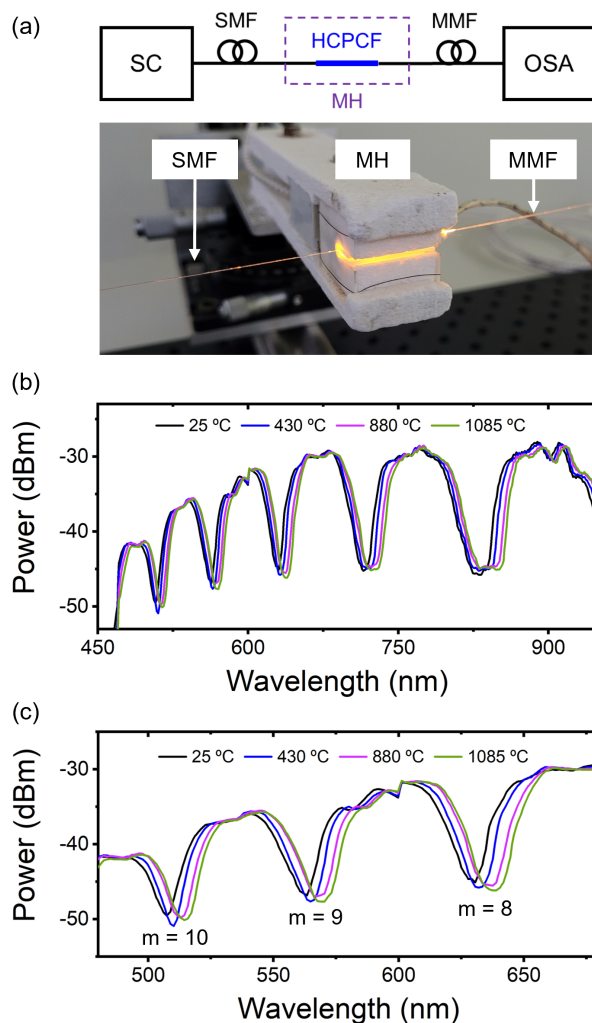 (a)
SMF
MMF
SC
HCPCF
OSA
MH
SMF
MH
MMF
(b)
25 ºC 430 ºC 880 ºC 1085 ºC
Power (dBm)
-30
-40
-50
450 600 750 900
Wavelength (nm)
(c)
25 ºC 430 ºC 880 ºC 1085 ºC
Power (dBm)
-30
-40
-50
m = 10
m = 9
m = 8
500 550 600 650
Wavelength (nm)